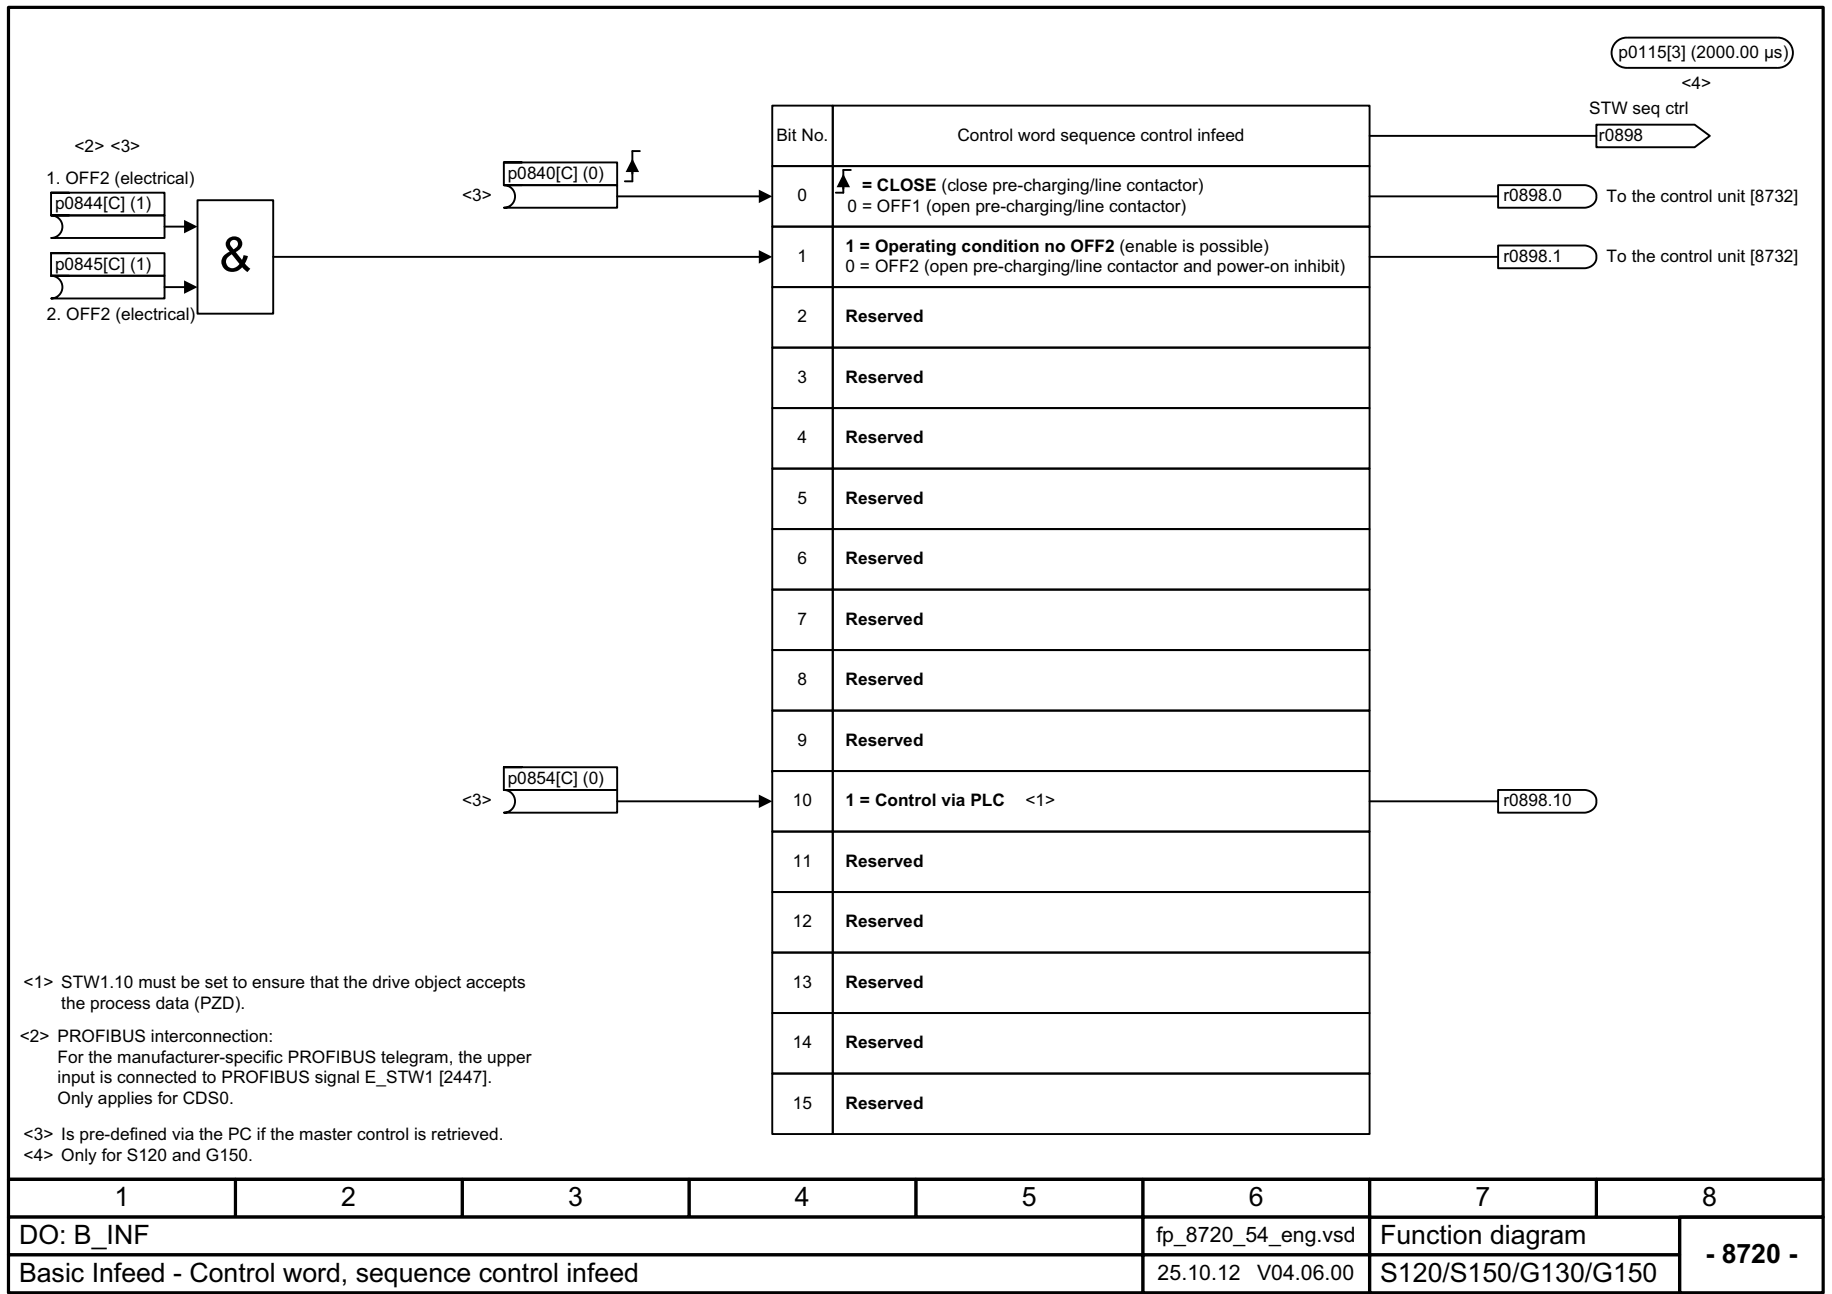 p0115[3] (2000.00 µs)
<4>
STW seq ctrl
r0898
Bit No.
Control word sequence control infeed
<2> <3>
1. OFF2 (electrical)
p0844[C] (1)
&
p0845[C] (1)
2. OFF2 (electrical)
<3>
p0840[C] (0)
0
= CLOSE (close pre-charging/line contactor)
0 = OFF1 (open pre-charging/line contactor)
r0898.0
To the control unit [8732]
1
1 = Operating condition no OFF2 (enable is possible)
0 = OFF2 (open pre-charging/line contactor and power-on inhibit)
r0898.1
To the control unit [8732]
2 Reserved
3 Reserved
4 Reserved
5 Reserved
6 Reserved
7 Reserved
8 Reserved
9 Reserved
<3>
p0854[C] (0)
10 1 = Control via PLC <1>
r0898.10
11 Reserved
12 Reserved
13 Reserved
14 Reserved
15 Reserved
<1> STW1.10 must be set to ensure that the drive object accepts
the process data (PZD).
<2> PROFIBUS interconnection:
For the manufacturer-specific PROFIBUS telegram, the upper
input is connected to PROFIBUS signal E_STW1 [2447].
Only applies for CDS0.
<3> Is pre-defined via the PC if the master control is retrieved.
<4> Only for S120 and G150.
1 2 3 4 5 6 7 8
DO: B_INF
fp_8720_54_eng.vsd
Function diagram
- 8720 -
Basic Infeed - Control word, sequence control infeed
25.10.12 V04.06.00
S120/S150/G130/G150